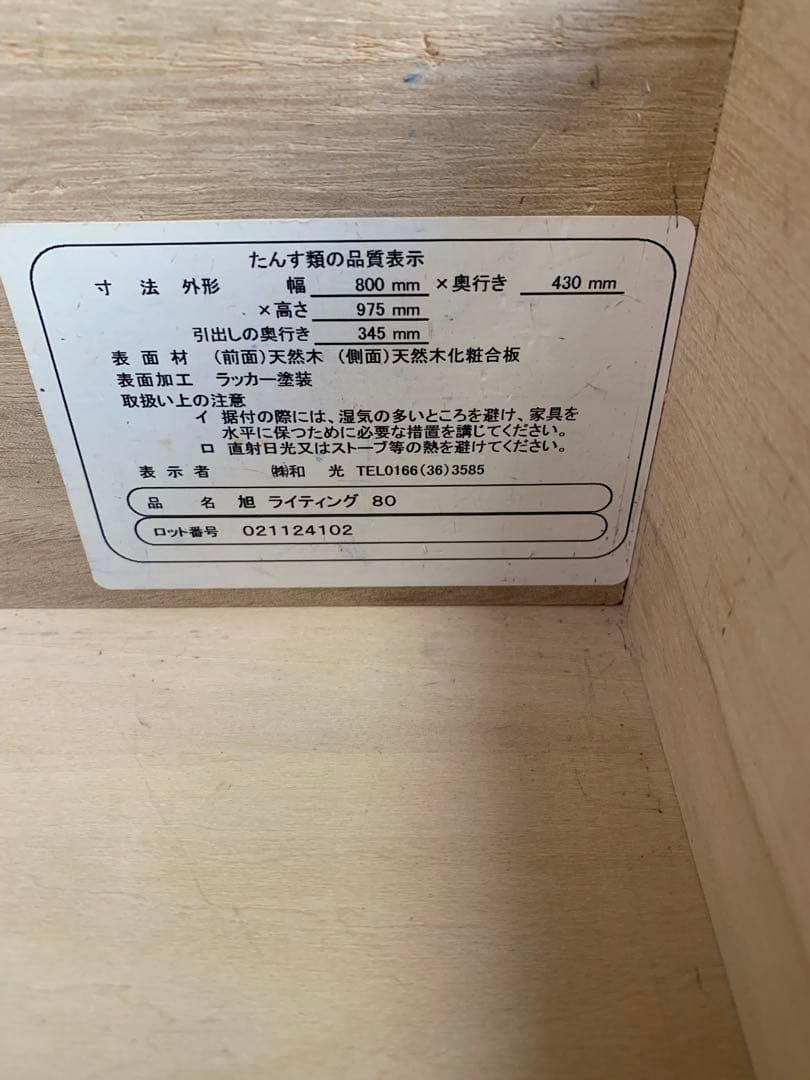 たんす類の品質表示
寸 法 外形 幅 800 mm ×奥行き 430 mm
×高さ 975 mm
引出しの奥行き 345 mm
表 面 材 (前面)天然木 (側面)天然木化粧合板
表面加工 ラッカー塗装
取扱い上の注意
イ 据付の際には、湿気の多いところを避け、家具を
水平に保つために必要な措置を講じてください。
ロ 直射日光又はストーブ等の熱を避けてください。
表 示 者 ㈱和 光 TEL0166(36)3585
品 名 旭 ライティング 80
ロット番号 021124102